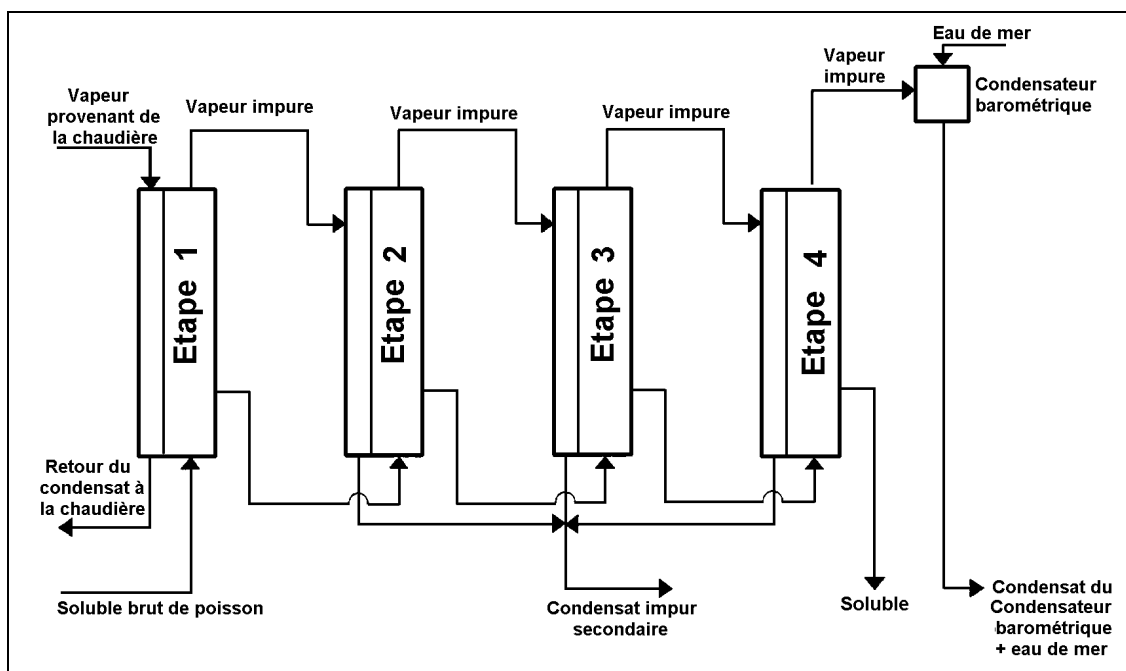 Eau de mer
Vapeur
impure
Condensateur
barométrique
Vapeur
provenant de
la chaudière
Vapeur impure
Vapeur impure
Vapeur impure
Etape 1
Etape 2
Etape 3
Etape 4
Retour du
condensat à
la chaudière
Soluble brut de poisson
Condensat impur
secondaire
Soluble
Condensat du
Condensateur
barométrique
+ eau de mer